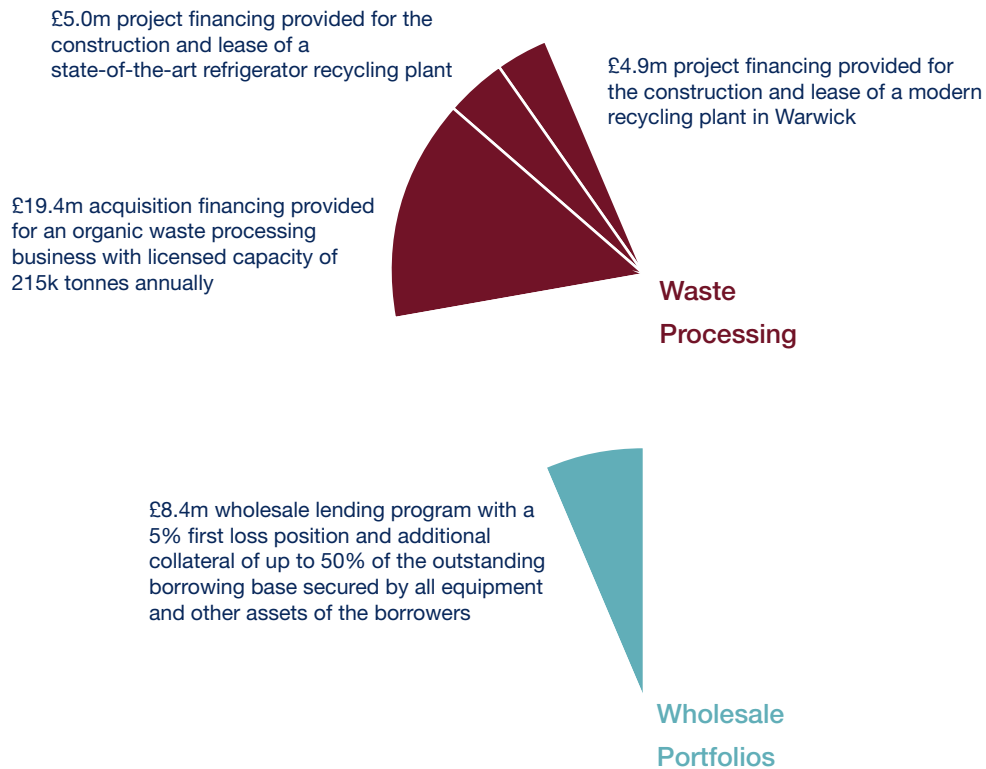 £5.0m project financing provided for the
construction and lease of a
state-of-the-art refrigerator recycling plant
£4.9m project financing provided for
the construction and lease of a modern
recycling plant in Warwick
£19.4m acquisition financing provided
for an organic waste processing
business with licensed capacity of
215k tonnes annually
Waste
Processing
£8.4m wholesale lending program with a
5% first loss position and additional
collateral of up to 50% of the outstanding
borrowing base secured by all equipment
and other assets of the borrowers
Wholesale
Portfolios